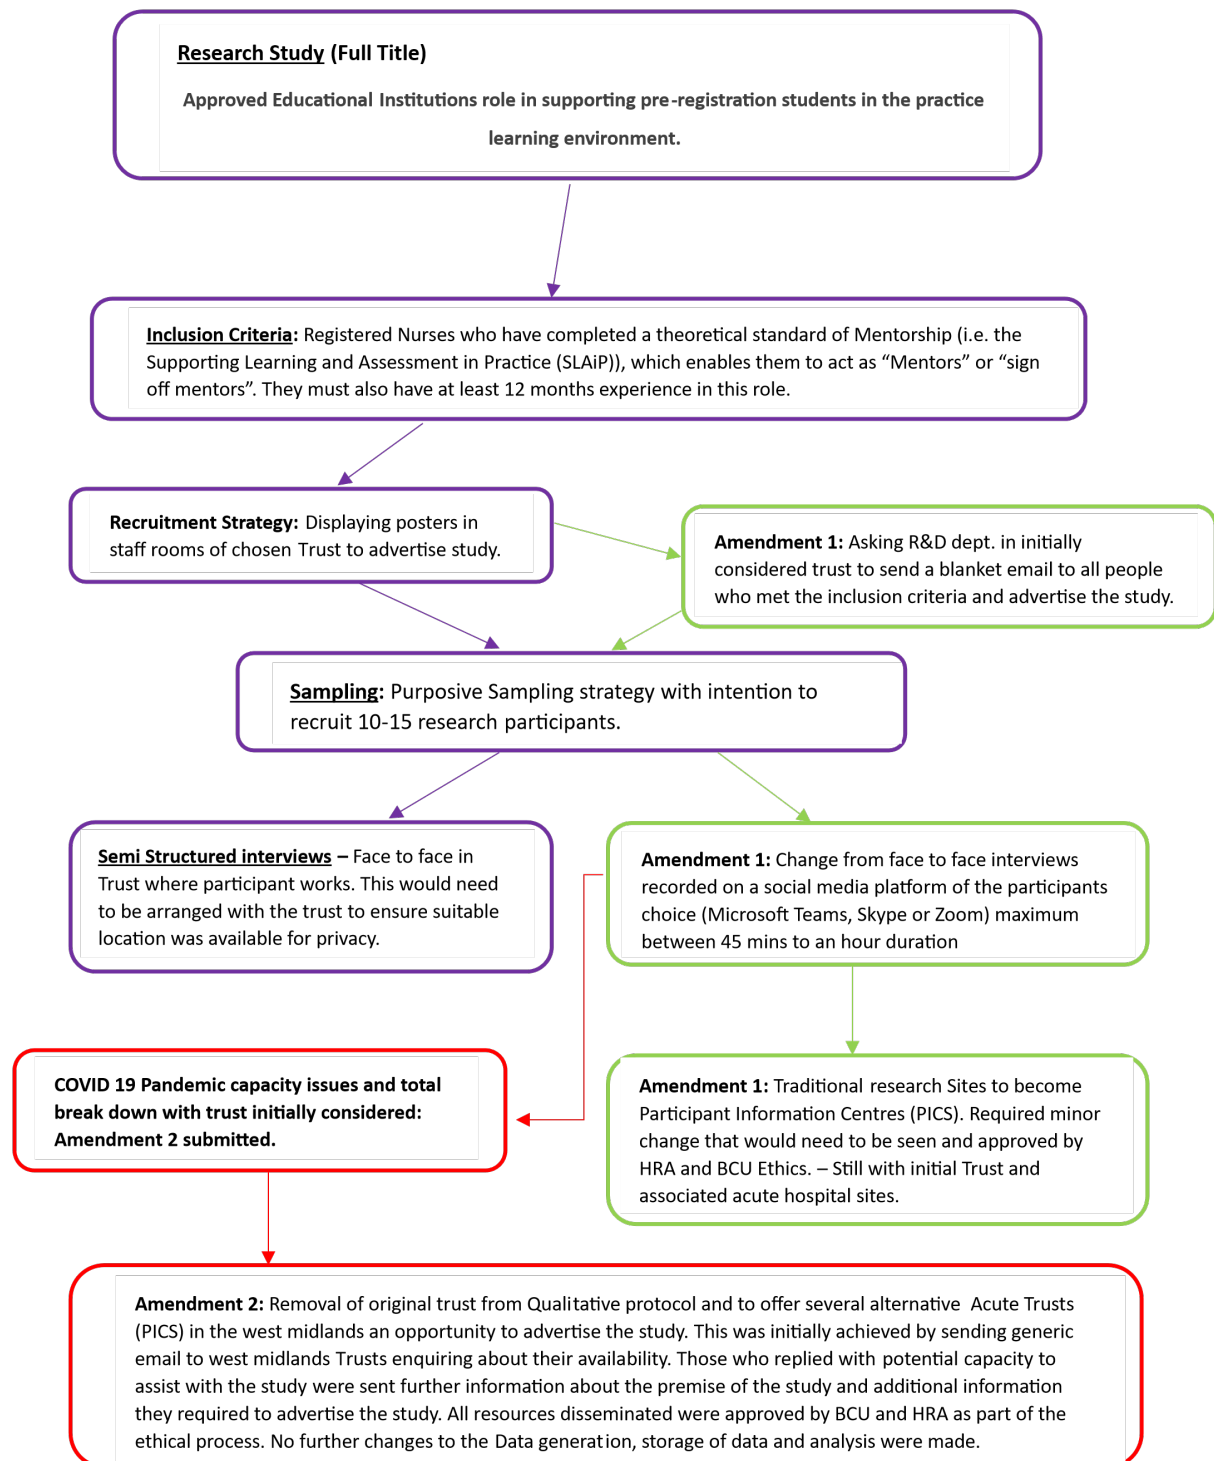 Research Study (Full Title)
Approved Educational Institutions role in supporting pre-registration students in the practice
learning environment.
Inclusion Criteria: Registered Nurses who have completed a theoretical standard of Mentorship (i.e. the
Supporting Learning and Assessment in Practice (SLAiP)), which enables them to act as “Mentors” or “sign
off mentors”. They must also have at least 12 months experience in this role.
Recruitment Strategy: Displaying posters in
staff rooms of chosen Trust to advertise study.
Amendment 1: Asking R&D dept. in initially
considered trust to send a blanket email to all people
who met the inclusion criteria and advertise the study.
Sampling: Purposive Sampling strategy with intention to
recruit 10-15 research participants.
Semi Structured interviews – Face to face in
Trust where participant works. This would need
to be arranged with the trust to ensure suitable
location was available for privacy.
Amendment 1: Change from face to face interviews
recorded on a social media platform of the participants
choice (Microsoft Teams, Skype or Zoom) maximum
between 45 mins to an hour duration
COVID 19 Pandemic capacity issues and total
break down with trust initially considered:
Amendment 2 submitted.
Amendment 1: Traditional research Sites to become
Participant Information Centres (PICS). Required minor
change that would need to be seen and approved by
HRA and BCU Ethics. – Still with initial Trust and
associated acute hospital sites.
Amendment 2: Removal of original trust from Qualitative protocol and to offer several alternative Acute Trusts
(PICS) in the west midlands an opportunity to advertise the study. This was initially achieved by sending generic
email to west midlands Trusts enquiring about their availability. Those who replied with potential capacity to
assist with the study were sent further information about the premise of the study and additional information
they required to advertise the study. All resources disseminated were approved by BCU and HRA as part of the
ethical process. No further changes to the Data generation, storage of data and analysis were made.